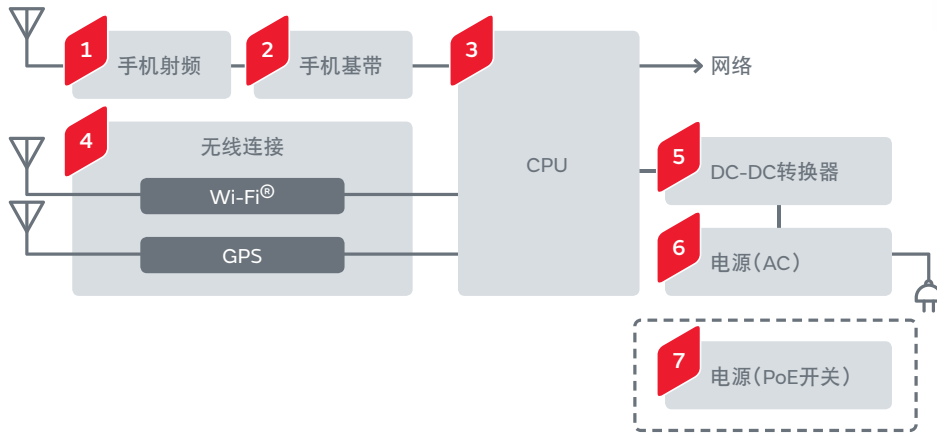 1
手机射频
2
手机基带
3
CPU
网络
4
无线连接
Wi-Fi®
GPS
5
DC-DC转换器
6
电源(AC)
7
电源(PoE开关)